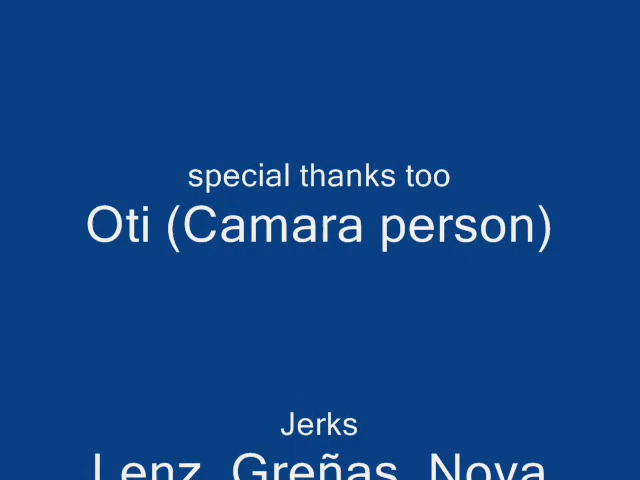 special thanks too
Oti (Camara person)
Jerks
Lenz, Greñas, Nova